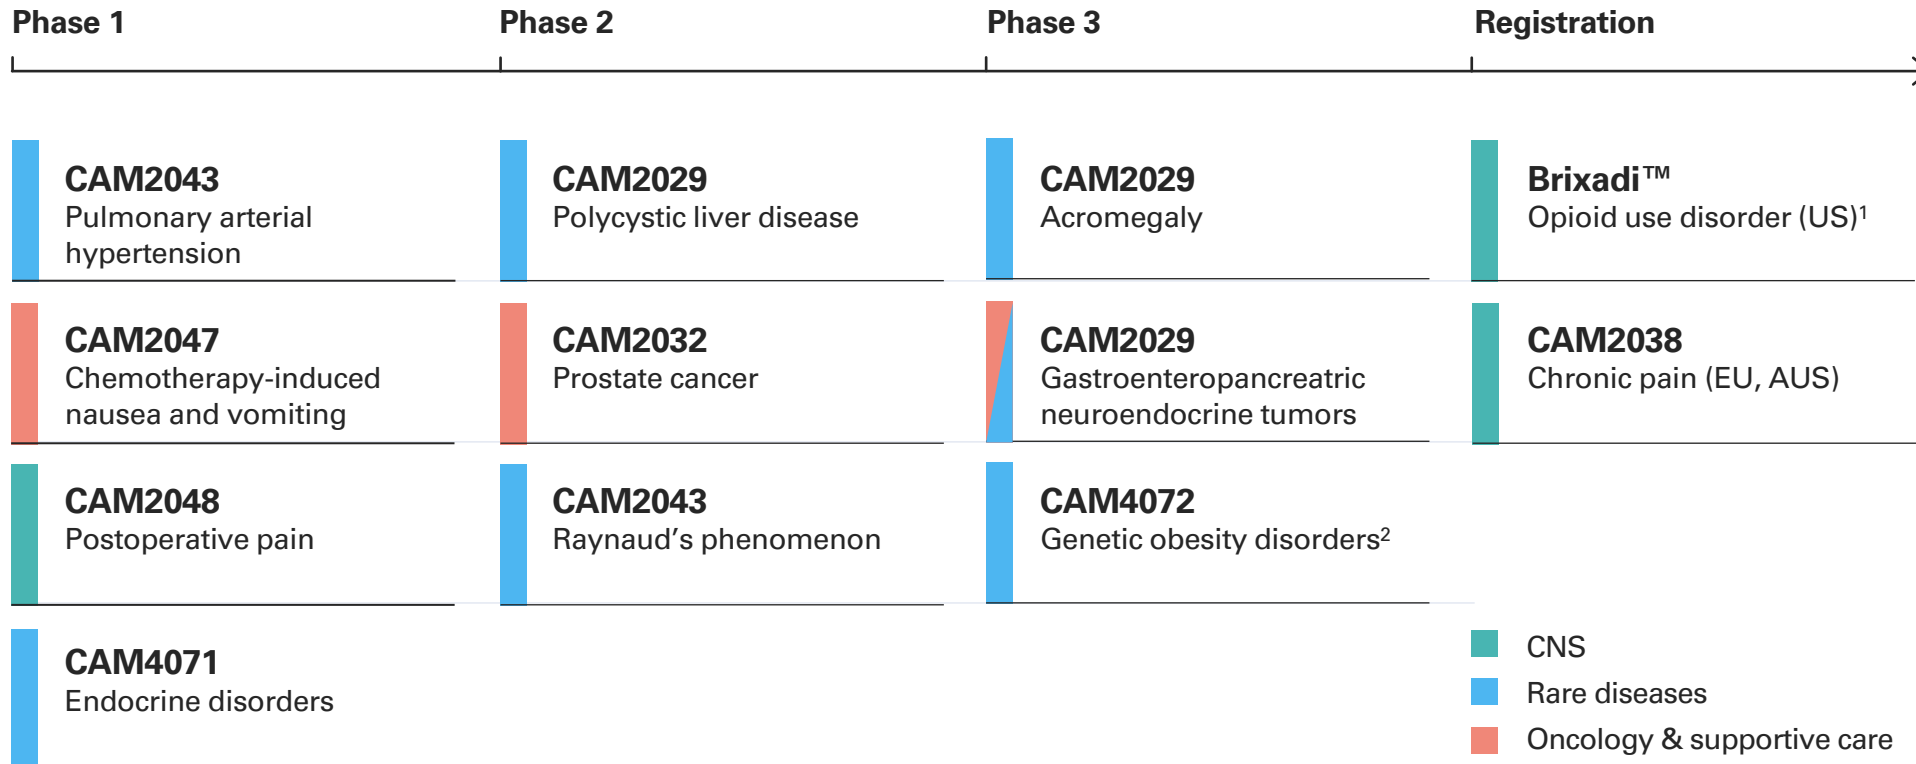 Phase 1
Phase 2
Phase 3
Registration
CAM2043
Pulmonary arterial
hypertension
CAM2029
Polycystic liver disease
CAM2029
Acromegaly
Brixadi™
Opioid use disorder (US)¹
CAM2047
Chemotherapy-induced
nausea and vomiting
CAM2032
Prostate cancer
CAM2029
Gastroenteropancreatric
neuroendocrine tumors
CAM2038
Chronic pain (EU, AUS)
CAM2048
Postoperative pain
CAM2043
Raynaud’s phenomenon
CAM4072
Genetic obesity disorders²
CAM4071
Endocrine disorders
CNS
Rare diseases
Oncology & supportive care